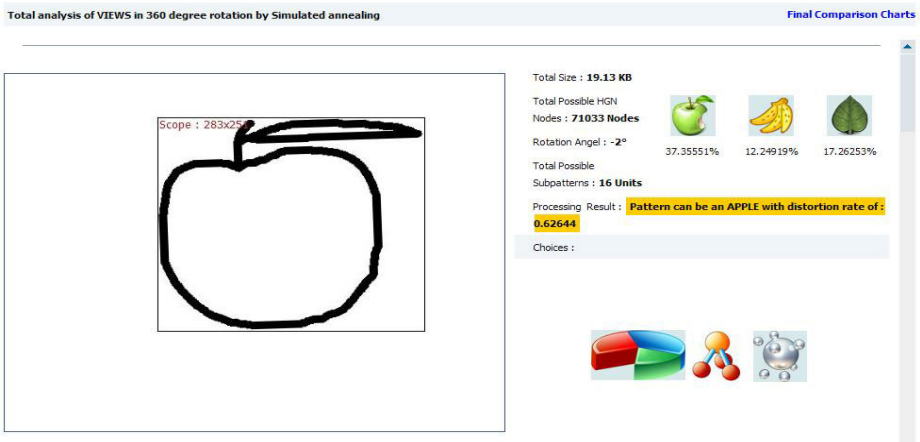 Total analysis of VIEWS in 360 degree rotation by Simulated annealing
Final Comparison Charts
Scope : 283x25
Total Size : 19.13 KB
Total Possible HGN
Nodes : 71033 Nodes
Rotation Angel : -2°
Total Possible
Subpatterns : 16 Units
37.35551%
12.24919%
17.26253%
Processing Result : Pattern can be an APPLE with distortion rate of :
0.62644
Choices :